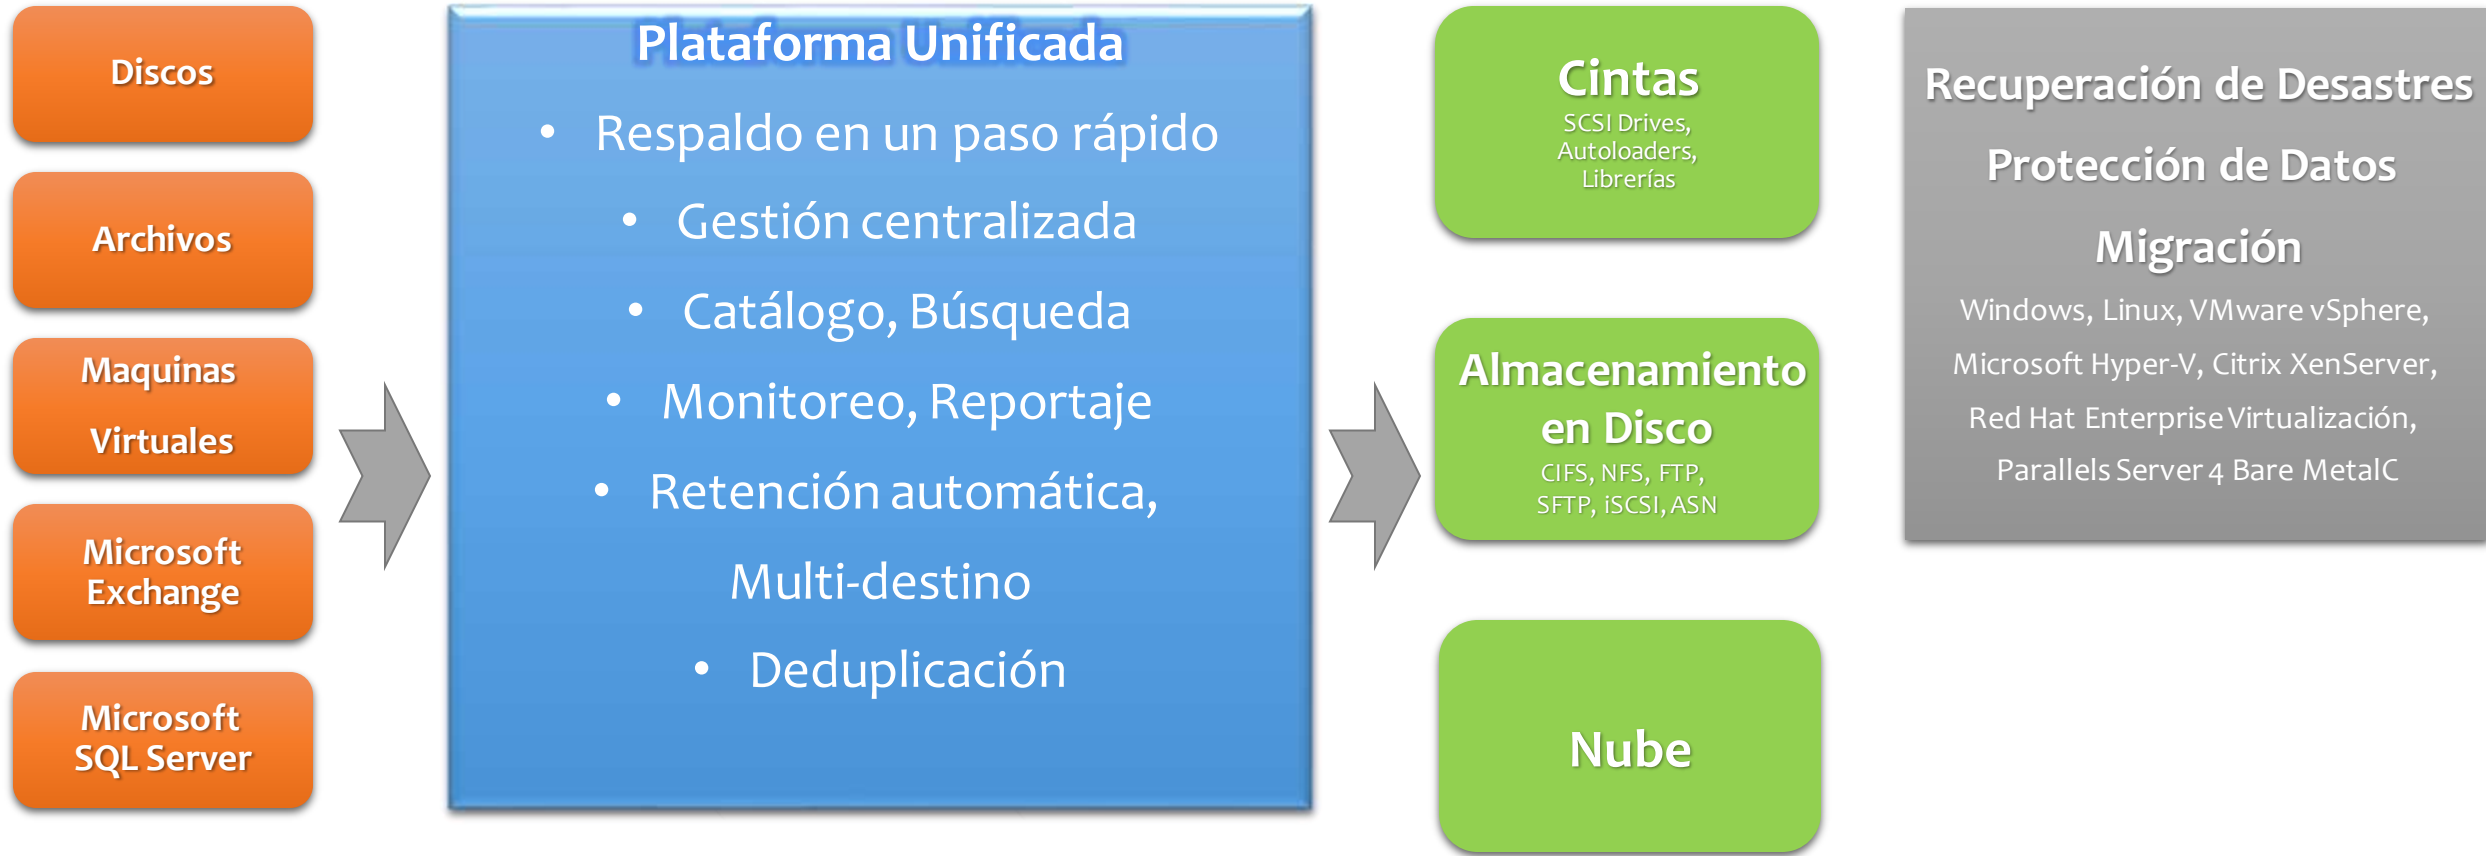 Discos
Archivos
Maquinas
Virtuales
Microsoft
Exchange
Microsoft
SQL Server
Plataforma Unificada
• Respaldo en un paso rápido
• Gestión centralizada
• Catálogo, Búsqueda
• Monitoreo, Reportaje
• Retención automática,
Multi-destino
• Deduplicación
Cintas
SCSI Drives,
Autoloaders,
Librerías
Almacenamiento
en Disco
CIFS, NFS, FTP,
SFTP, iSCSI, ASN
Nube
Recuperación de Desastres
Protección de Datos
Migración
Windows, Linux, VMware vSphere,
Microsoft Hyper-V, Citrix XenServer,
Red Hat Enterprise Virtualización,
Parallels Server 4 Bare MetalC